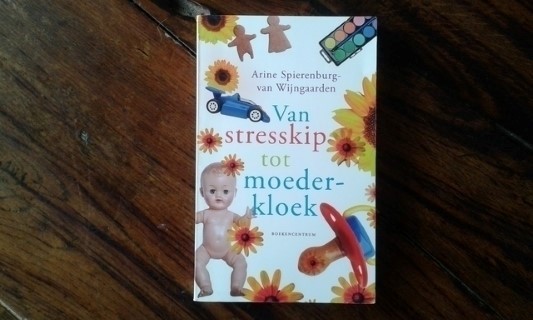 Arine Spierenburg-
van Wijngaarden
Van
stresskip
tot
moeder-
kloek
BOEKENCENTRUM